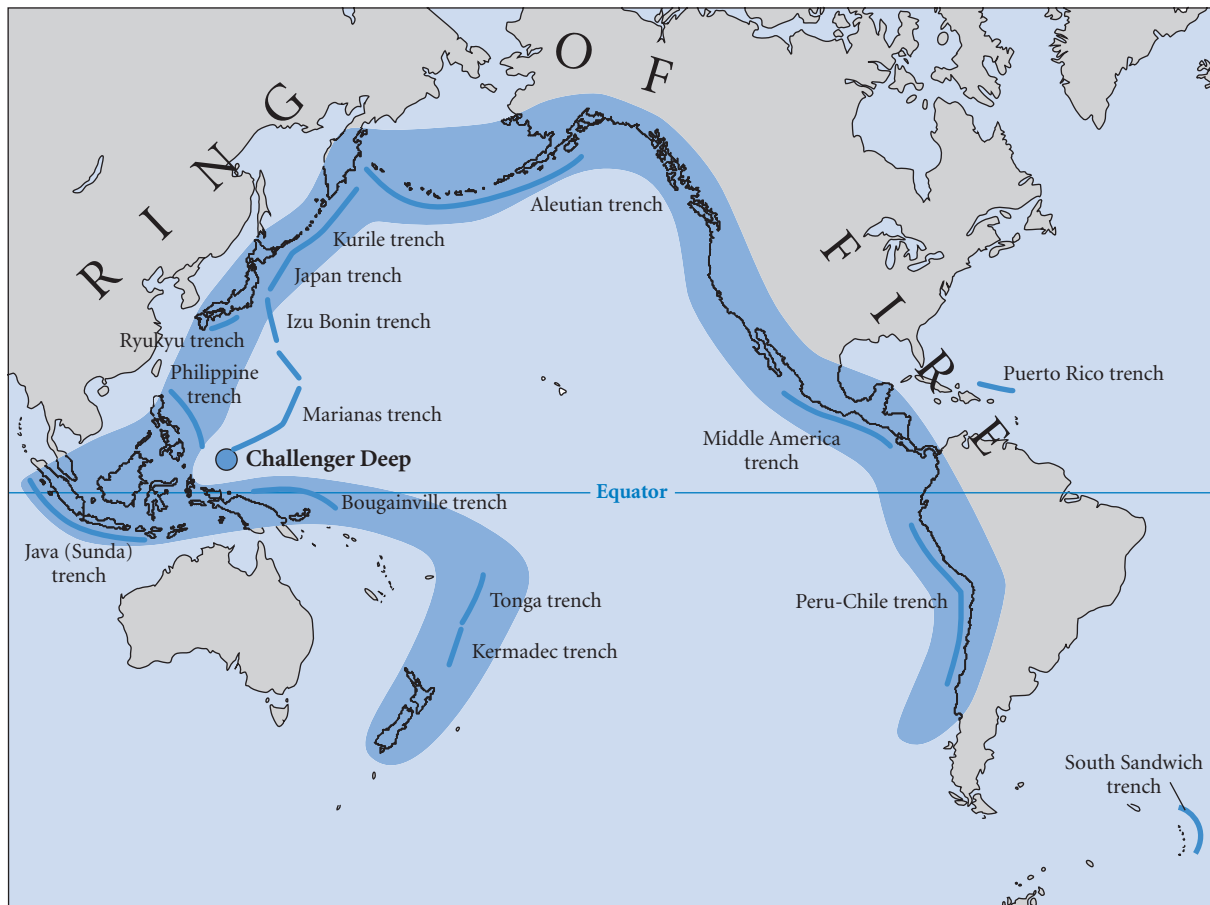 RING OF FIRE
Aleutian trench
Kurile trench
Japan trench
Izu Bonin trench
Ryukyu trench
Philippine
trench
Puerto Rico trench
Marianas trench
Middle America
trench
Challenger Deep
Equator
Bougainville trench
Java (Sunda)
trench
Tonga trench
Peru-Chile trench
Kermadec trench
South Sandwich
trench